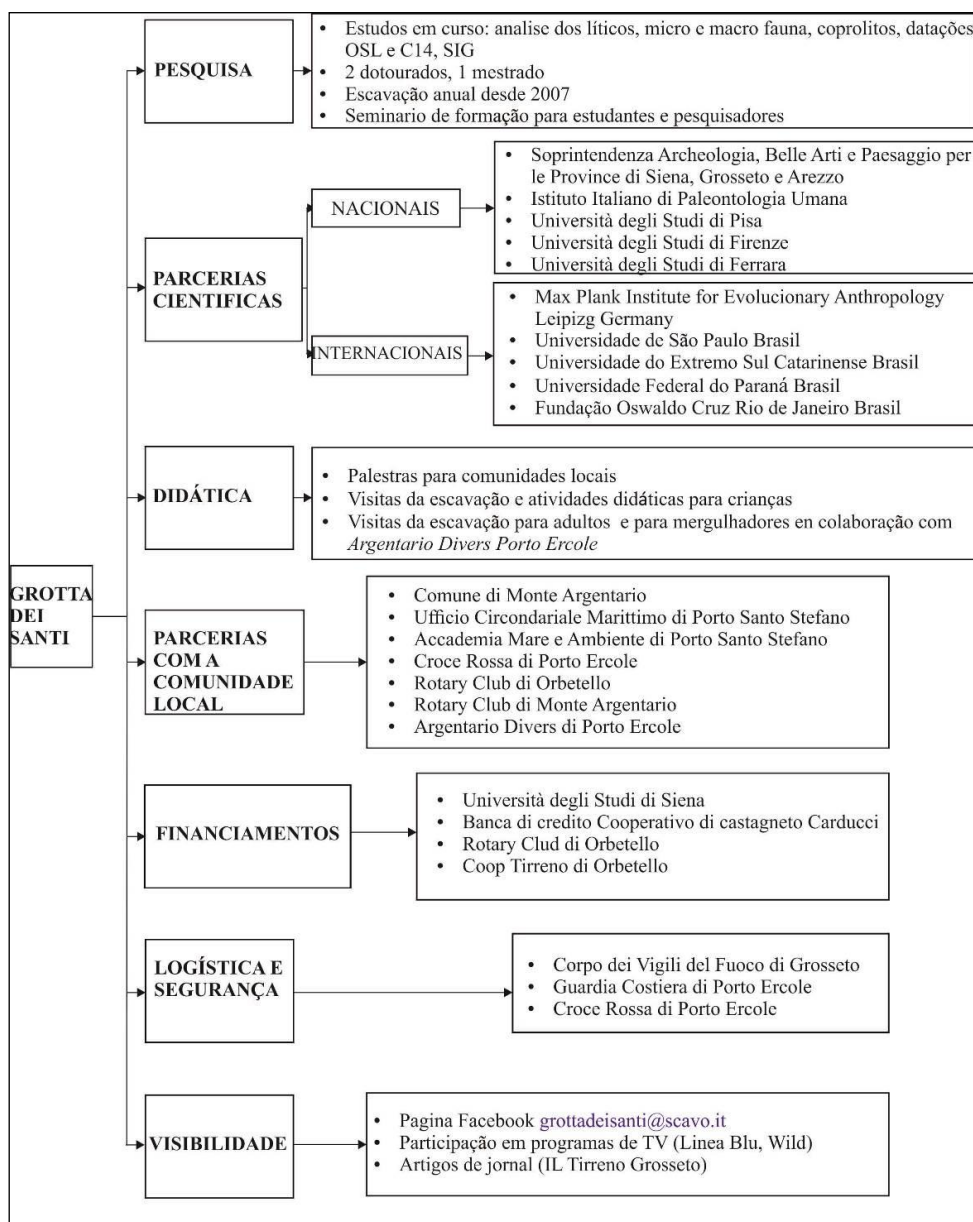 GROTTA
DEI
SANTI
PESQUISA
• Estudos em curso: analise dos líticos, micro e macro fauna, coprolitos, datações
OSL e C14, SIG
• 2 dotourados, 1 mestrado
• Escavação anual desde 2007
• Seminario de formação para estudantes e pesquisadores
PARCERIAS
CIENTIFICAS
NACIONAIS
• Soprintendenza Archeologia, Belle Arti e Paesaggio per
le Province di Siena, Grosseto e Arezzo
• Istituto Italiano di Paleontologia Umana
• Università degli Studi di Pisa
• Università degli Studi di Firenze
• Università degli Studi di Ferrara
INTERNACIONAIS
• Max Plank Institute for Evolucionary Anthropology
Leipizg Germany
• Universidade de São Paulo Brasil
• Universidade do Extremo Sul Catarinense Brasil
• Universidade Federal do Paraná Brasil
• Fundação Oswaldo Cruz Rio de Janeiro Brasil
DIDÁTICA
• Palestras para comunidades locais
• Visitas da escavação e atividades didáticas para crianças
• Visitas da escavação para adultos e para mergulhadores en colaboração com
Argentario Divers Porto Ercole
PARCERIAS
COM A
COMUNIDADE
LOCAL
• Comune di Monte Argentario
• Ufficio Circondariale Marittimo di Porto Santo Stefano
• Accademia Mare e Ambiente di Porto Santo Stefano
• Croce Rossa di Porto Ercole
• Rotary Club di Orbetello
• Rotary Club di Monte Argentario
• Argentario Divers di Porto Ercole
FINANCIAMENTOS
• Università degli Studi di Siena
• Banca di credito Cooperativo di castagneto Carducci
• Rotary Clud di Orbetello
• Coop Tirreno di Orbetello
LOGÍSTICA E
SEGURANÇA
• Corpo dei Vigili del Fuoco di Grosseto
• Guardia Costiera di Porto Ercole
• Croce Rossa di Porto Ercole
VISIBILIDADE
• Pagina Facebook grottadeisanti@scavo.it
• Participação em programas de TV (Linea Blu, Wild)
• Artigos de jornal (IL Tirreno Grosseto)